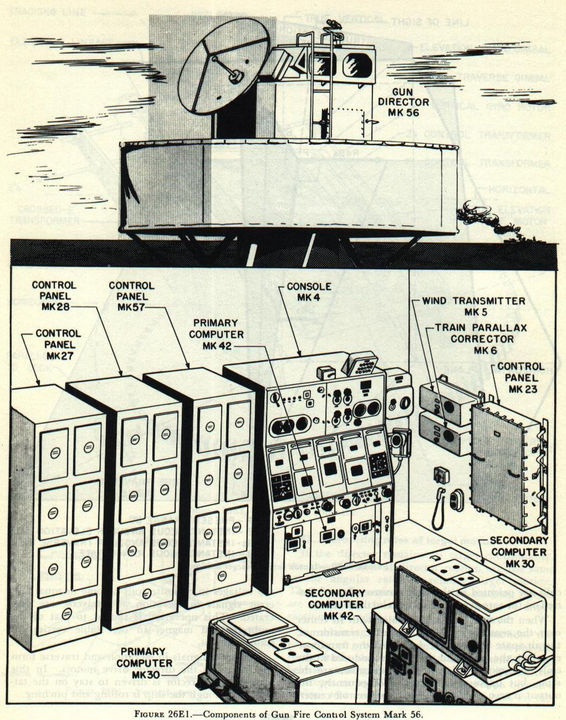 GUN
DIRECTOR
MK 56
CONTROL
PANEL
MK28
CONTROL
PANEL
MK57
CONSOLE
MK4
WIND TRANSMITTER
MK 5
PRIMARY
COMPUTER
MK 42
TRAIN PARALLAX
CORRECTOR
MK 6
CONTROL
PANEL
MK27
CONTROL
PANEL
MK 23
SECONDARY
COMPUTER
MK 30
SECONDARY
COMPUTER
MK 42
PRIMARY
COMPUTER
MK30
FIGURE 26E1.—Components of Gun Fire Control System Mark 56.